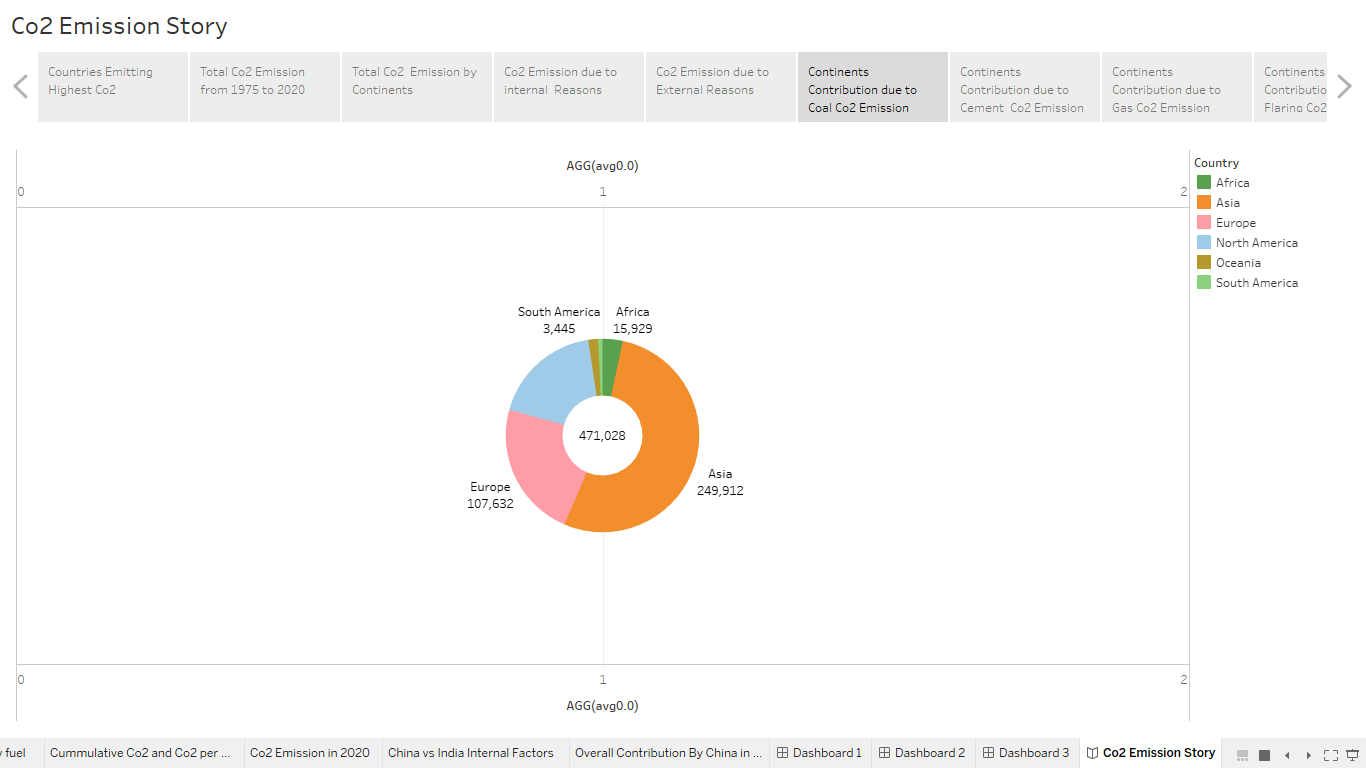 Co2 Emission Story
Countries Emitting
Highest Co2
Total Co2 Emission
from 1975 to 2020
Total Co2  Emission by
Continents
Co2 Emission due to
internal  Reasons
Co2 Emission due to
External Reasons
Continents
Contribution due to
Coal Co2 Emission
Continents
Contribution due to
Cement  Co2 Emission
Continents
Contribution due to
Gas Co2 Emission
Continents
Contributio
Flaring Co2
AGG(avg0.0)
0 1 2
South America
3,445
Africa
15,929
471,028
Asia
249,912
Europe
107,632
0 1 2
AGG(avg0.0)
Country
Africa
Asia
Europe
North America
Oceania
South America
y fuel
Cummulative Co2 and Co2 per ...
Co2 Emission in 2020
China vs India Internal Factors
Overall Contribution By China in ...
Dashboard 1
Dashboard 2
Dashboard 3
Co2 Emission Story